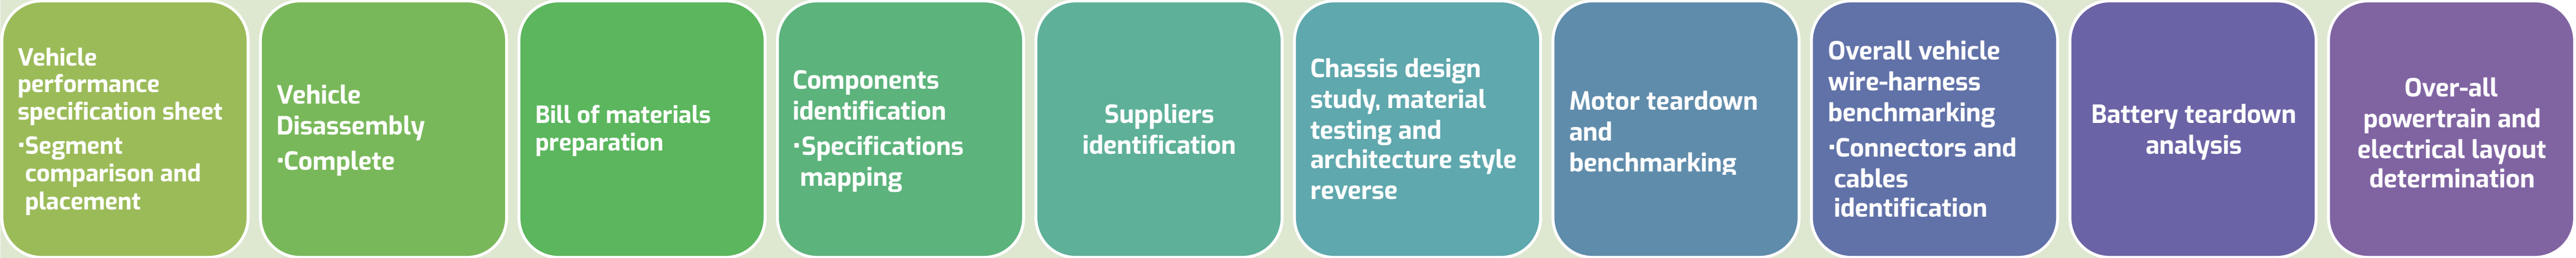 Vehicle
performance
specification sheet
·Segment
comparison and
placement
Vehicle
Disassembly
·Complete
Bill of materials
preparation
Components
identification
·Specifications
mapping
Suppliers
identification
Chassis design
study, material
testing and
architecture style
reverse
Motor teardown
and
benchmarking
Overall vehicle
wire-harness
benchmarking
·Connectors and
cables
identification
Battery teardown
analysis
Over-all
powertrain and
electrical layout
determination